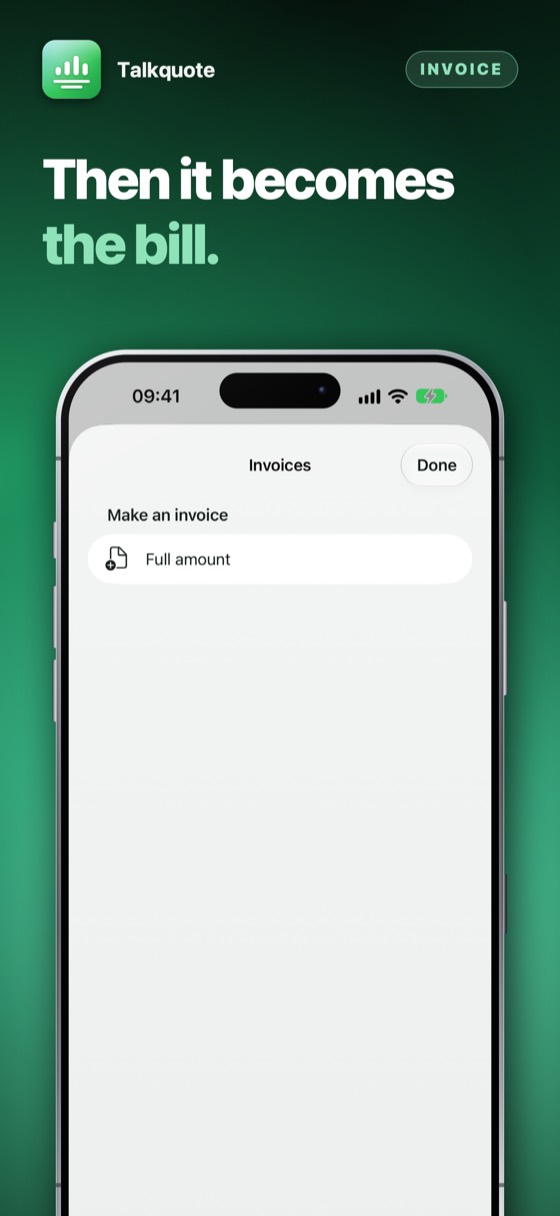 Talkquote
INVOICE
Then it becomes
the bill.
09:41
Invoices
Done
Make an invoice
Full amount